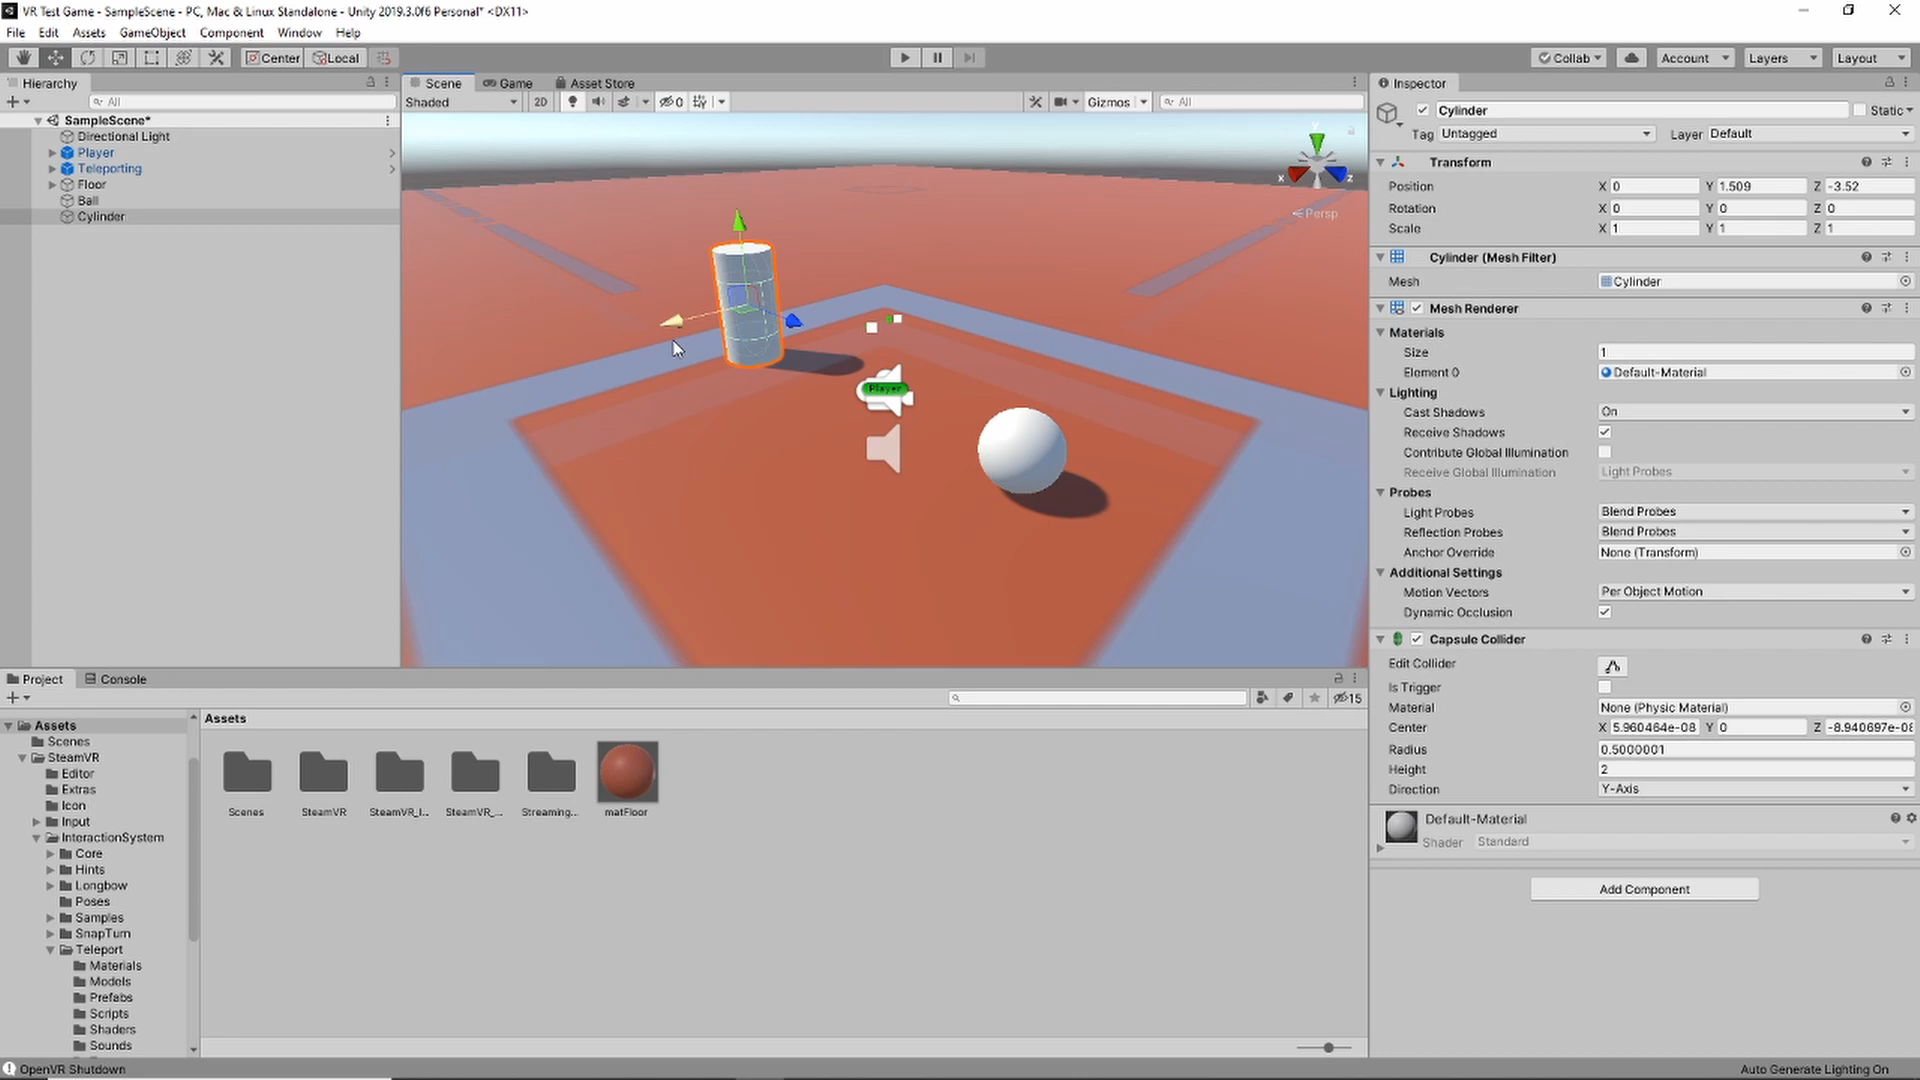 VR Test Game - SampleScene - PC, Mac & Linux Standalone - Unity 2019.3.0f6 Personal* <DX11>
File Edit Assets GameObject Component Window Help
Center Local Collab Account Layers Layout
Hierarchy
All
SampleScene*
Directional Light
Player
Teleporting
Floor
Ball
Cylinder
Scene Game Asset Store
Shaded 2D 0 Gizmos All
y
x z
Persp
Player
Inspector
Cylinder Static
Tag Untagged Layer Default
Transform
Position X 0 Y 1.509 Z -3.52
Rotation X 0 Y 0 Z 0
Scale X 1 Y 1 Z 1
Cylinder (Mesh Filter)
Mesh Cylinder
Mesh Renderer
Materials
Size 1
Element 0 Default-Material
Lighting
Cast Shadows On
Receive Shadows
Contribute Global Illumination
Receive Global Illumination Light Probes
Probes
Light Probes Blend Probes
Reflection Probes Blend Probes
Anchor Override None (Transform)
Additional Settings
Motion Vectors Per Object Motion
Dynamic Occlusion
Capsule Collider
Edit Collider
Is Trigger
Material None (Physic Material)
Center X 5.960464e-08 Y 0 Z -8.940697e-08
Radius 0.5000001
Height 2
Direction Y-Axis
Default-Material
Shader Standard
Add Component
Project Console
15
Assets
Scenes
SteamVR
Editor
Extras
Icon
Input
InteractionSystem
Core
Hints
Longbow
Poses
Samples
SnapTurn
Teleport
Materials
Models
Prefabs
Scripts
Shaders
Sounds
Assets
Scenes SteamVR SteamVR_I... SteamVR_... Streaming... matFloor
OpenVR Shutdown
Auto Generate Lighting On